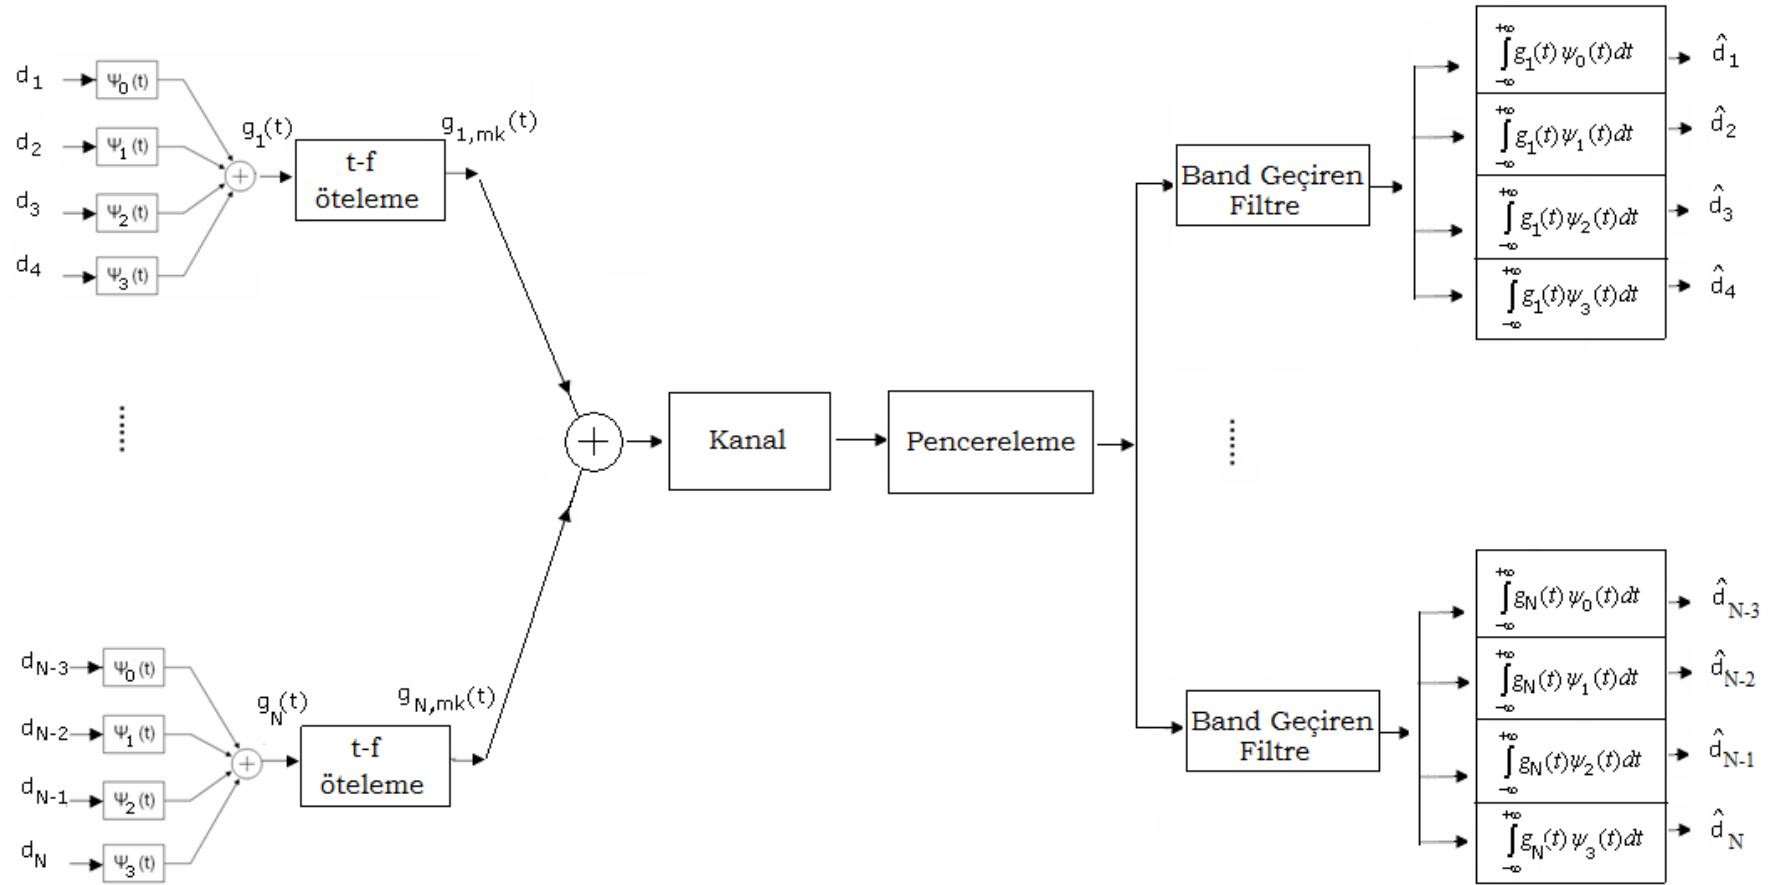 d1
Ψ0 (t)
d2
Ψ1 (t)
d3
Ψ2 (t)
d4
Ψ3 (t)
+
g1(t)
t-f
öteleme
g1,mk(t)
dN-3
Ψ0 (t)
dN-2
Ψ1 (t)
dN-1
Ψ2 (t)
dN
Ψ3 (t)
+
gN(t)
t-f
öteleme
gN,mk(t)
+
Kanal
Pencereleme
Band Geçiren
Filtre
∫g1(t)ψ0(t)dt
d̂1
∫g1(t)ψ1(t)dt
d̂2
∫g1(t)ψ2(t)dt
d̂3
∫g1(t)ψ3(t)dt
d̂4
Band Geçiren
Filtre
∫gN(t)ψ0(t)dt
d̂N-3
∫gN(t)ψ1(t)dt
d̂N-2
∫gN(t)ψ2(t)dt
d̂N-1
∫gN(t)ψ3(t)dt
d̂N